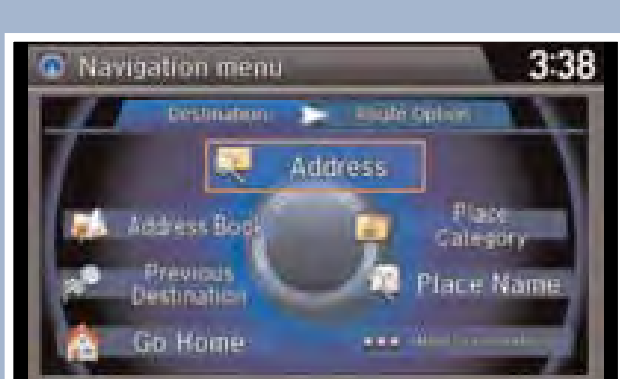 Navigation menu 3:38
Destination Route Option
Address
Address Book
Place
Category
Previous
Destination
Place Name
Go Home